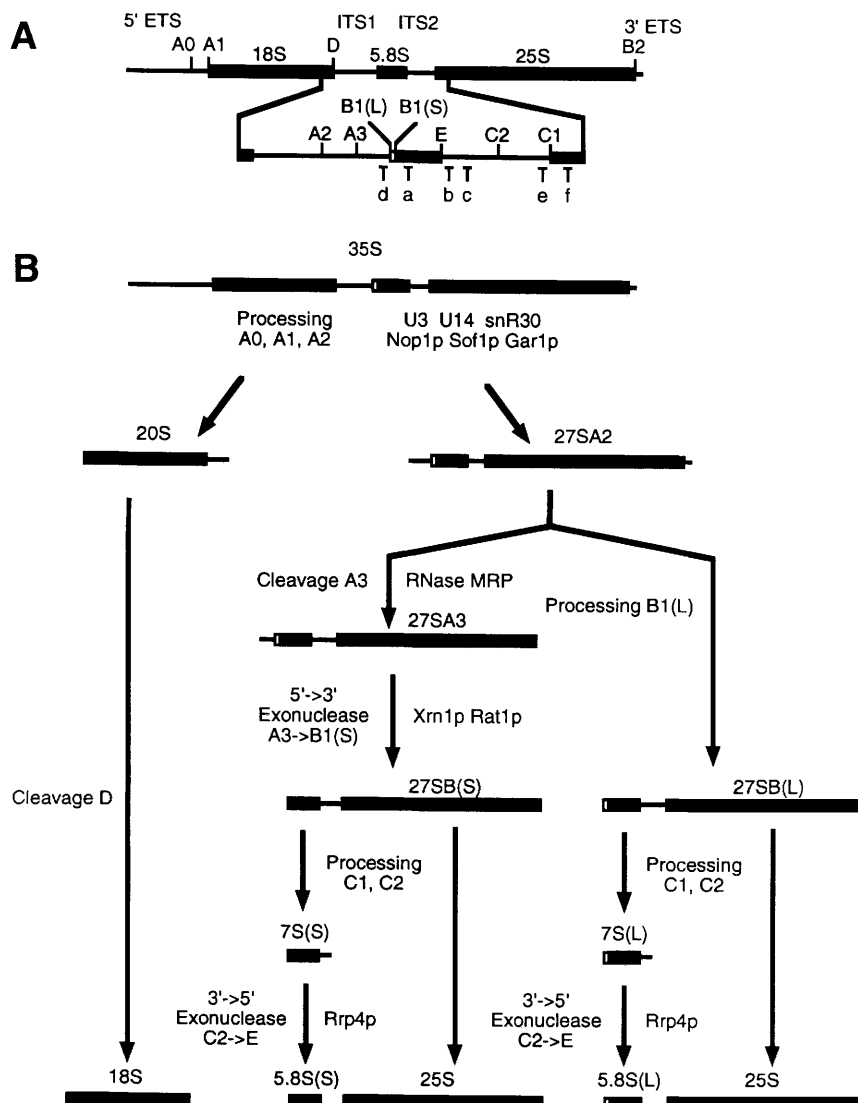 A
5' ETS
ITS1 ITS2
3' ETS
A0 A1 D B2
18S 5.8S 25S
B1(L) B1(S)
A2 A3 E C2 C1
d a b c e f
B
35S
Processing
A0, A1, A2
U3 U14 snR30
Nop1p Sof1p Gar1p
20S
27SA2
Cleavage A3
RNase MRP
Processing B1(L)
27SA3
5'->3'
Exonuclease
A3->B1(S)
Xrn1p Rat1p
Cleavage D
27SB(S)
27SB(L)
Processing
C1, C2
Processing
C1, C2
7S(S)
7S(L)
3'->5'
Exonuclease
C2->E
Rrp4p
3'->5'
Exonuclease
C2->E
Rrp4p
18S 5.8S(S) 25S 5.8S(L) 25S